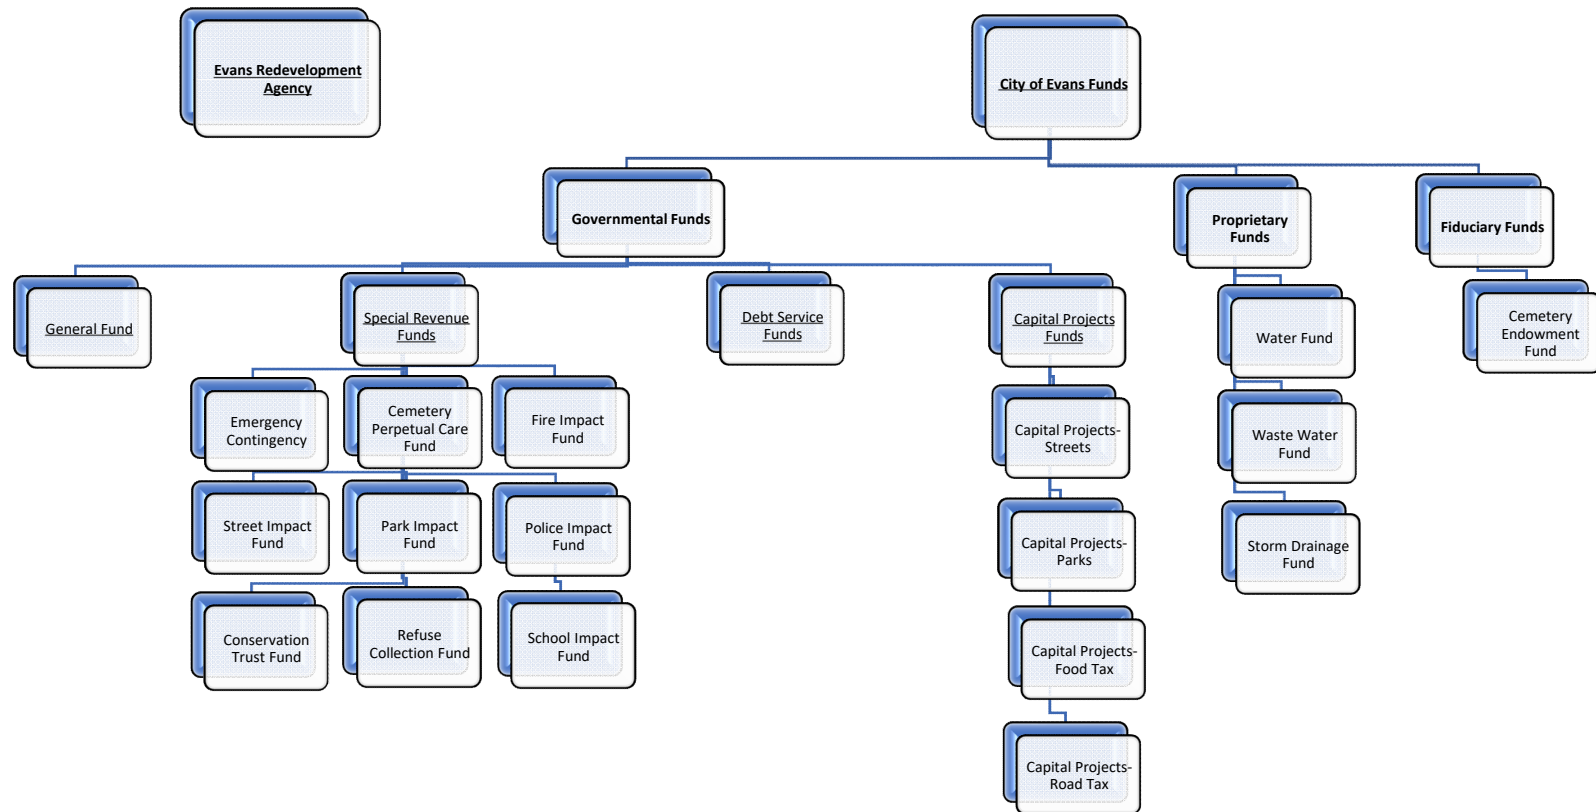 Evans Redevelopment
Agency
City of Evans Funds
Governmental Funds
Proprietary
Funds
Fiduciary Funds
General Fund
Special Revenue
Funds
Debt Service
Funds
Capital Projects
Funds
Water Fund
Cemetery
Endowment
Fund
Emergency
Contingency
Cemetery
Perpetual Care
Fund
Fire Impact
Fund
Capital Projects-
Streets
Waste Water
Fund
Street Impact
Fund
Park Impact
Fund
Police Impact
Fund
Capital Projects-
Parks
Storm Drainage
Fund
Conservation
Trust Fund
Refuse
Collection Fund
School Impact
Fund
Capital Projects-
Food Tax
Capital Projects-
Road Tax